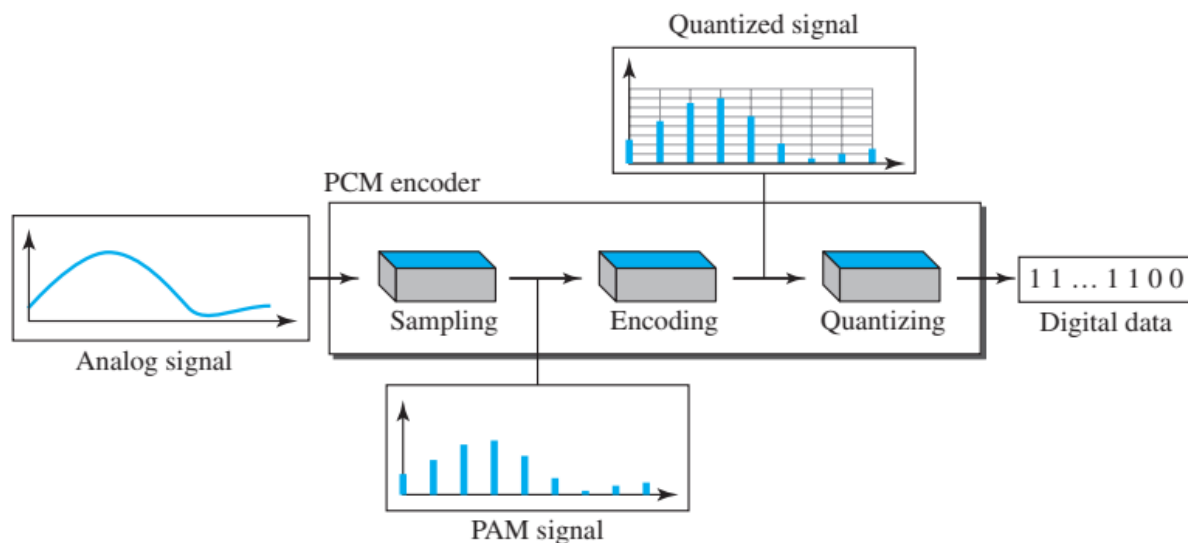 Quantized signal
PCM encoder
Sampling
Encoding
Quantizing
1 1 ... 1 1 0 0
Digital data
Analog signal
PAM signal